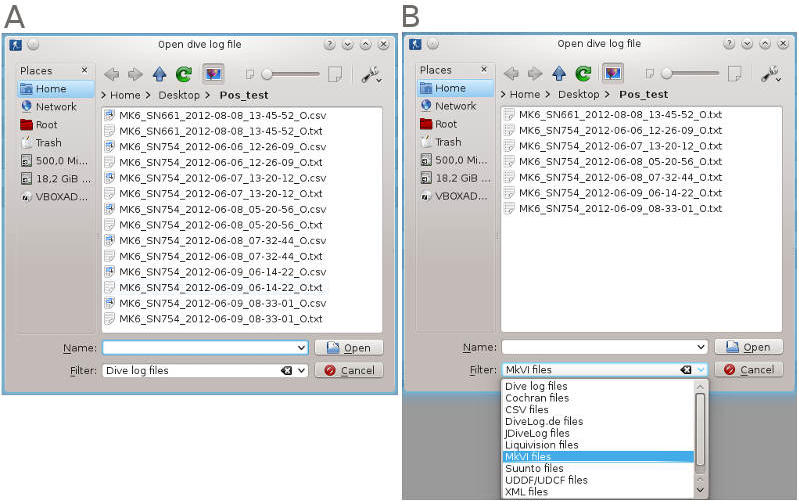 A
Open dive log file
Places
Home
Network
Root
Trash
500,0 Mi...
18,2 GiB ...
VBOXAD...
Home Desktop Pos_test
MK6_SN661_2012-08-08_13-45-52_O.csv
MK6_SN661_2012-08-08_13-45-52_O.txt
MK6_SN754_2012-06-06_12-26-09_O.csv
MK6_SN754_2012-06-06_12-26-09_O.txt
MK6_SN754_2012-06-07_13-20-12_O.csv
MK6_SN754_2012-06-07_13-20-12_O.txt
MK6_SN754_2012-06-08_05-20-56_O.csv
MK6_SN754_2012-06-08_05-20-56_O.txt
MK6_SN754_2012-06-08_07-32-44_O.csv
MK6_SN754_2012-06-08_07-32-44_O.txt
MK6_SN754_2012-06-09_06-14-22_O.csv
MK6_SN754_2012-06-09_06-14-22_O.txt
MK6_SN754_2012-06-09_08-33-01_O.csv
MK6_SN754_2012-06-09_08-33-01_O.txt
Name: Open
Filter: Dive log files Cancel
B
Open dive log file
Places
Home
Network
Root
Trash
500,0 Mi...
18,2 GiB ...
VBOXAD...
Home Desktop Pos_test
MK6_SN661_2012-08-08_13-45-52_O.txt
MK6_SN754_2012-06-06_12-26-09_O.txt
MK6_SN754_2012-06-07_13-20-12_O.txt
MK6_SN754_2012-06-08_05-20-56_O.txt
MK6_SN754_2012-06-08_07-32-44_O.txt
MK6_SN754_2012-06-09_06-14-22_O.txt
MK6_SN754_2012-06-09_08-33-01_O.txt
Name: Open
Filter: MkVI files Cancel
Dive log files
Cochran files
CSV files
DiveLog.de files
JDiveLog files
Liquivision files
MkVI files
Suunto files
UDDF/UDCF files
XML files